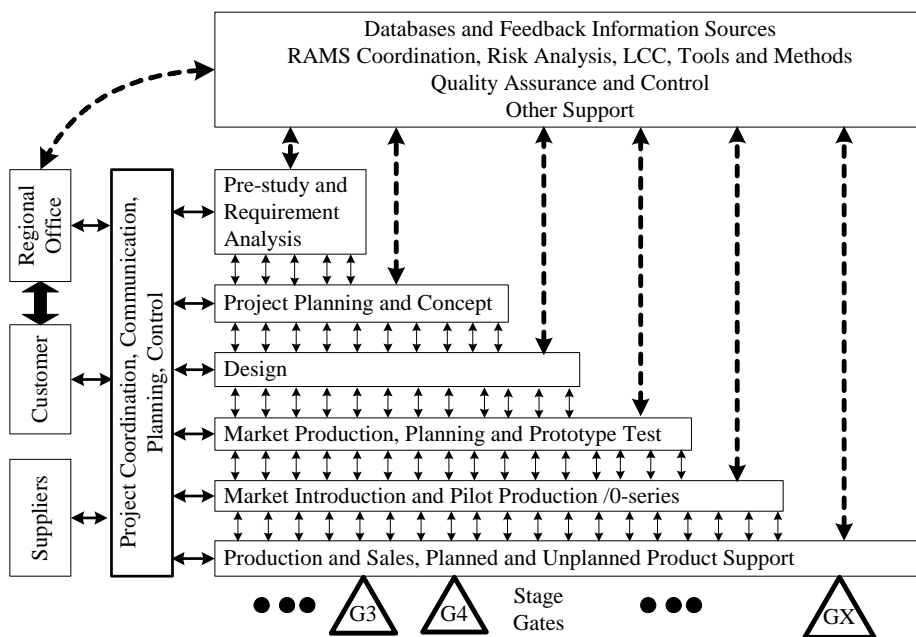 Databases and Feedback Information Sources
RAMS Coordination, Risk Analysis, LCC, Tools and Methods
Quality Assurance and Control
Other Support
Regional
Office
Customer
Suppliers
Project Coordination, Communication,
Planning, Control
Pre-study and
Requirement
Analysis
Project Planning and Concept
Design
Market Production, Planning and Prototype Test
Market Introduction and Pilot Production /0-series
Production and Sales, Planned and Unplanned Product Support
G3
G4
Stage
Gates
GX